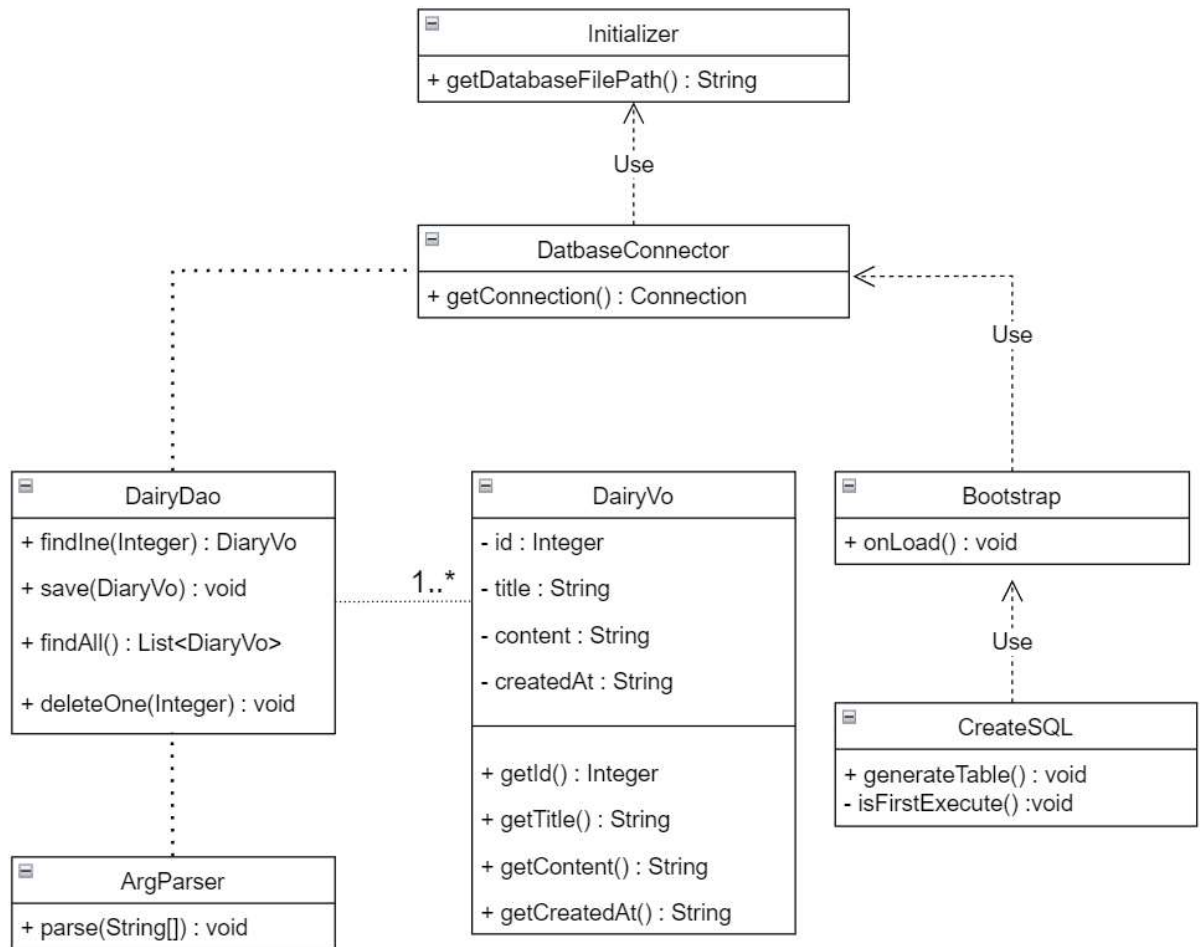 Initializer
+ getDatabaseFilePath() : String
Use
DatbaseConnector
+ getConnection() : Connection
Use
DairyDao
+ findIne(Integer) : DiaryVo
+ save(DiaryVo) : void
+ findAll() : List<DiaryVo>
+ deleteOne(Integer) : void
1..*
DairyVo
- id : Integer
- title : String
- content : String
- createdAt : String
+ getId() : Integer
+ getTitle() : String
+ getContent() : String
+ getCreatedAt() : String
Bootstrap
+ onLoad() : void
Use
CreateSQL
+ generateTable() : void
- isFirstExecute() :void
ArgParser
+ parse(String[]) : void